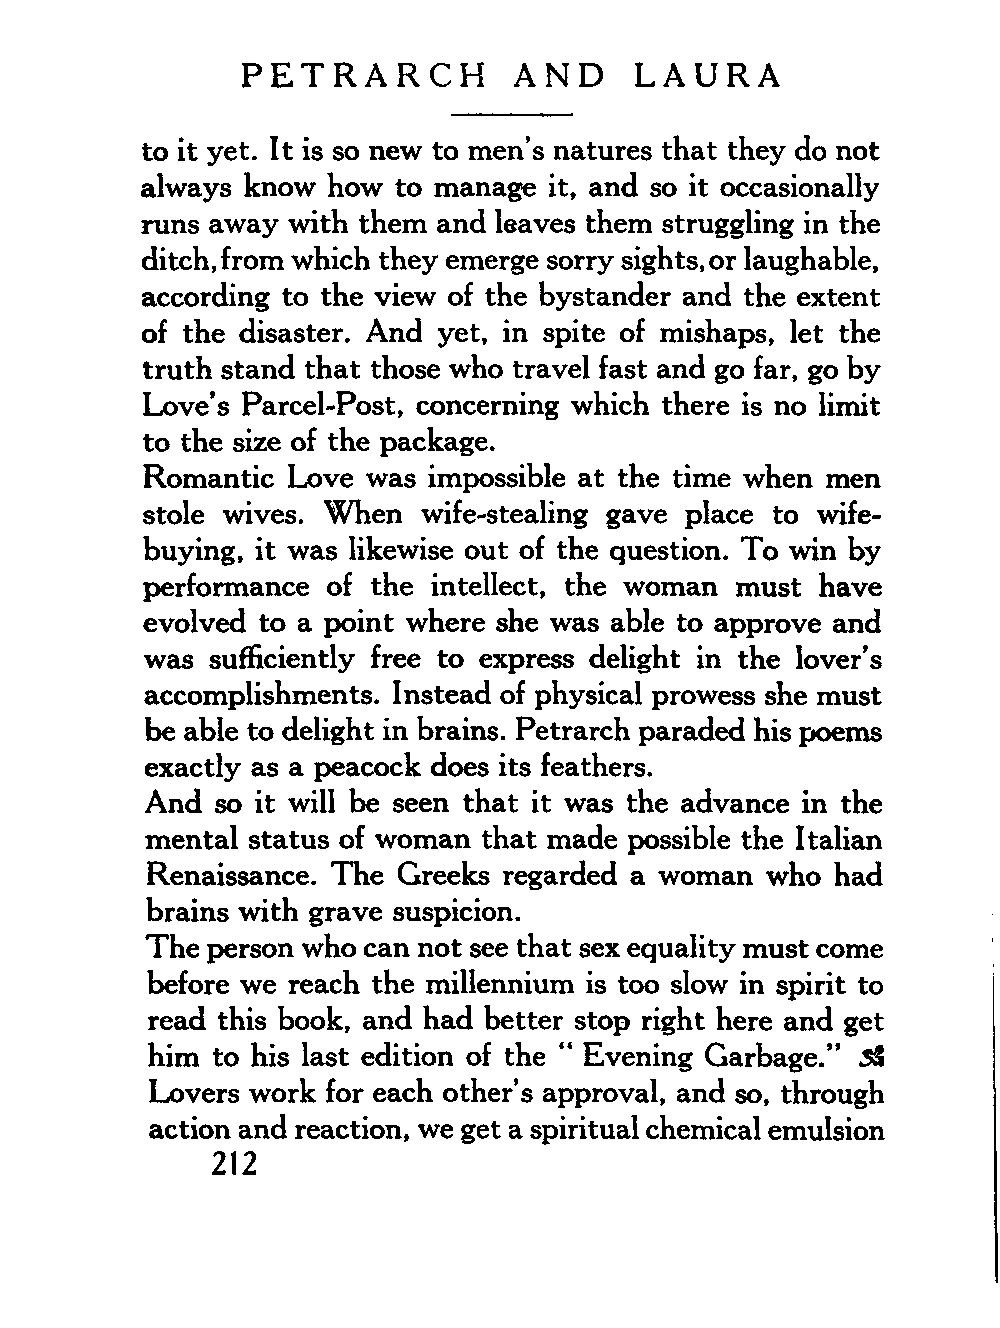 PETRARCH AND LAURA
to it yet. It is so new to men's natures that they do not
always know how to manage it, and so it occasionally
runs away with them and leaves them struggling in the
ditch, from which they emerge sorry sights, or laughable,
according to the view of the bystander and the extent
of the disaster. And yet, in spite of mishaps, let the
truth stand that those who travel fast and go far, go by
Love's Parcel-Post, concerning which there is no limit
to the size of the package.
Romantic Love was impossible at the time when men
stole wives. When wife-stealing gave place to wife-
buying, it was likewise out of the question. To win by
performance of the intellect, the woman must have
evolved to a point where she was able to approve and
was sufficiently free to express delight in the lover's
accomplishments. Instead of physical prowess she must
be able to delight in brains. Petrarch paraded his poems
exactly as a peacock does its feathers.
And so it will be seen that it was the advance in the
mental status of woman that made possible the Italian
Renaissance. The Greeks regarded a woman who had
brains with grave suspicion.
The person who can not see that sex equality must come
before we reach the millennium is too slow in spirit to
read this book, and had better stop right here and get
him to his last edition of the " Evening Garbage."
Lovers work for each other's approval, and so, through
action and reaction, we get a spiritual chemical emulsion
212